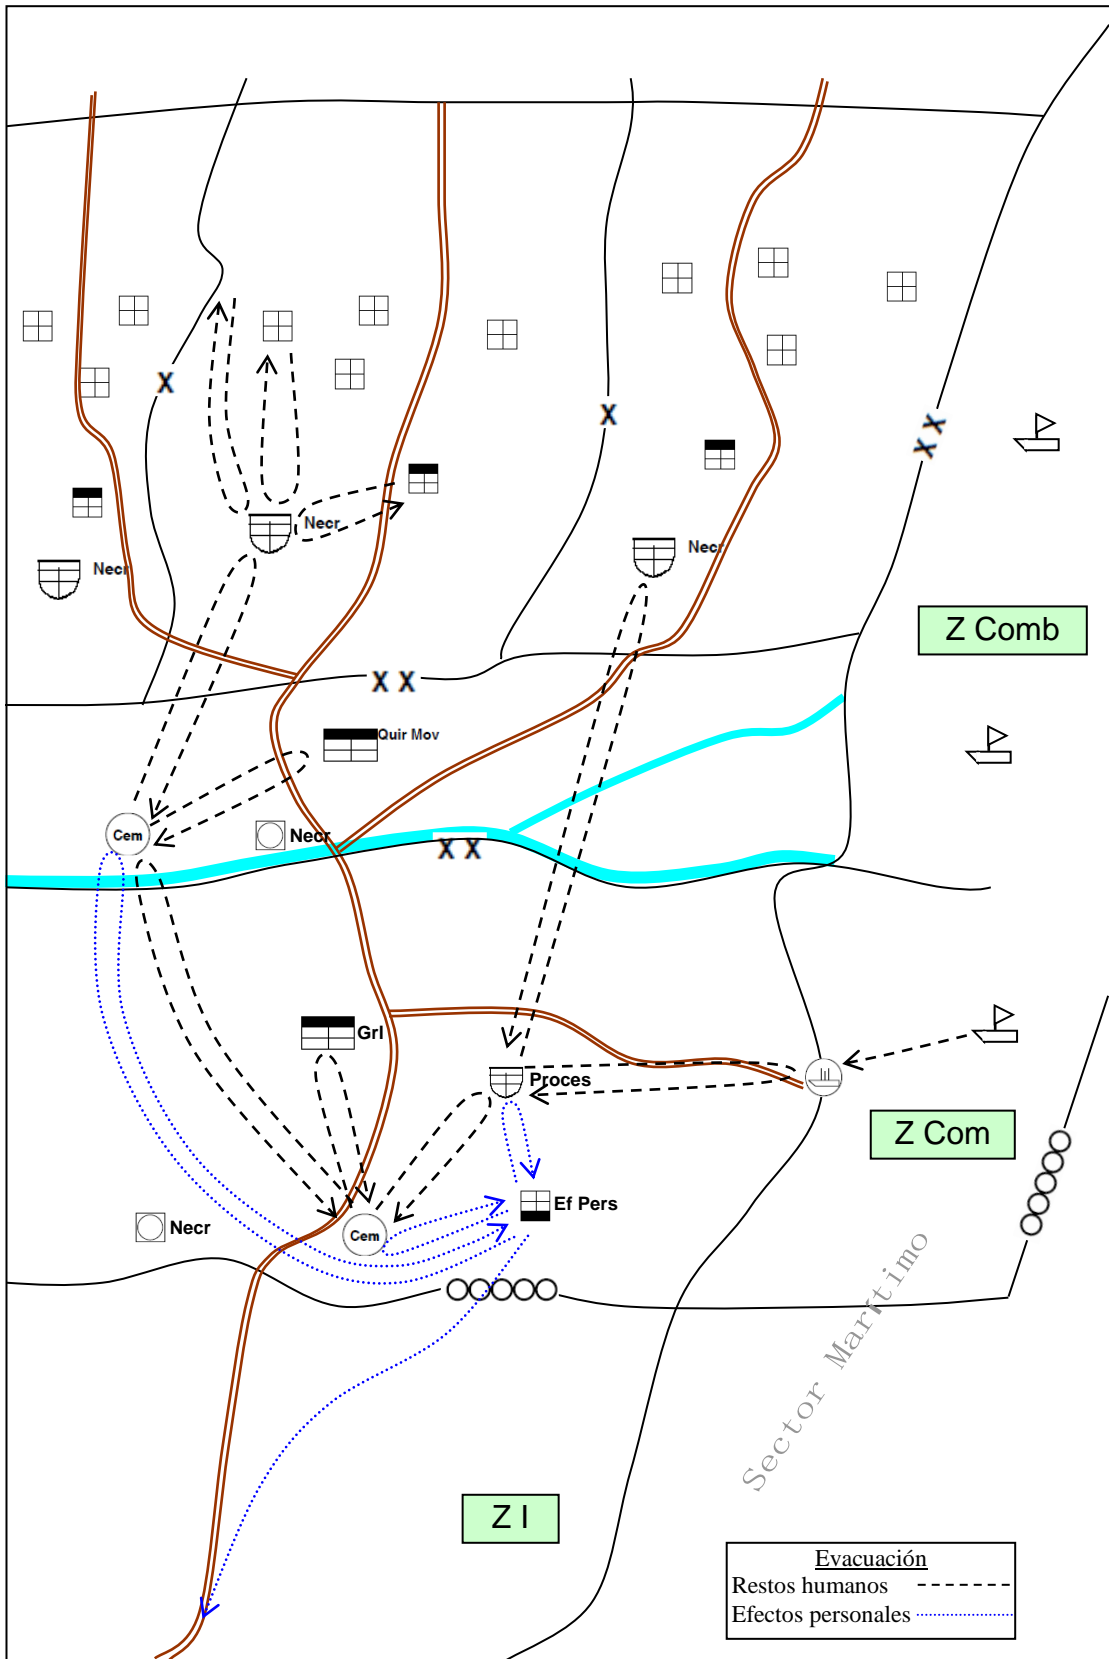 X
X
X X
Necr
Necr
Necr
Z Comb
X X
Quir Mov
Cem
Necr
X X
Grl
Proces
Z Com
Ef Pers
Necr
Cem
Sector Marítimo
Z I
Evacuación
Restos humanos
Efectos personales